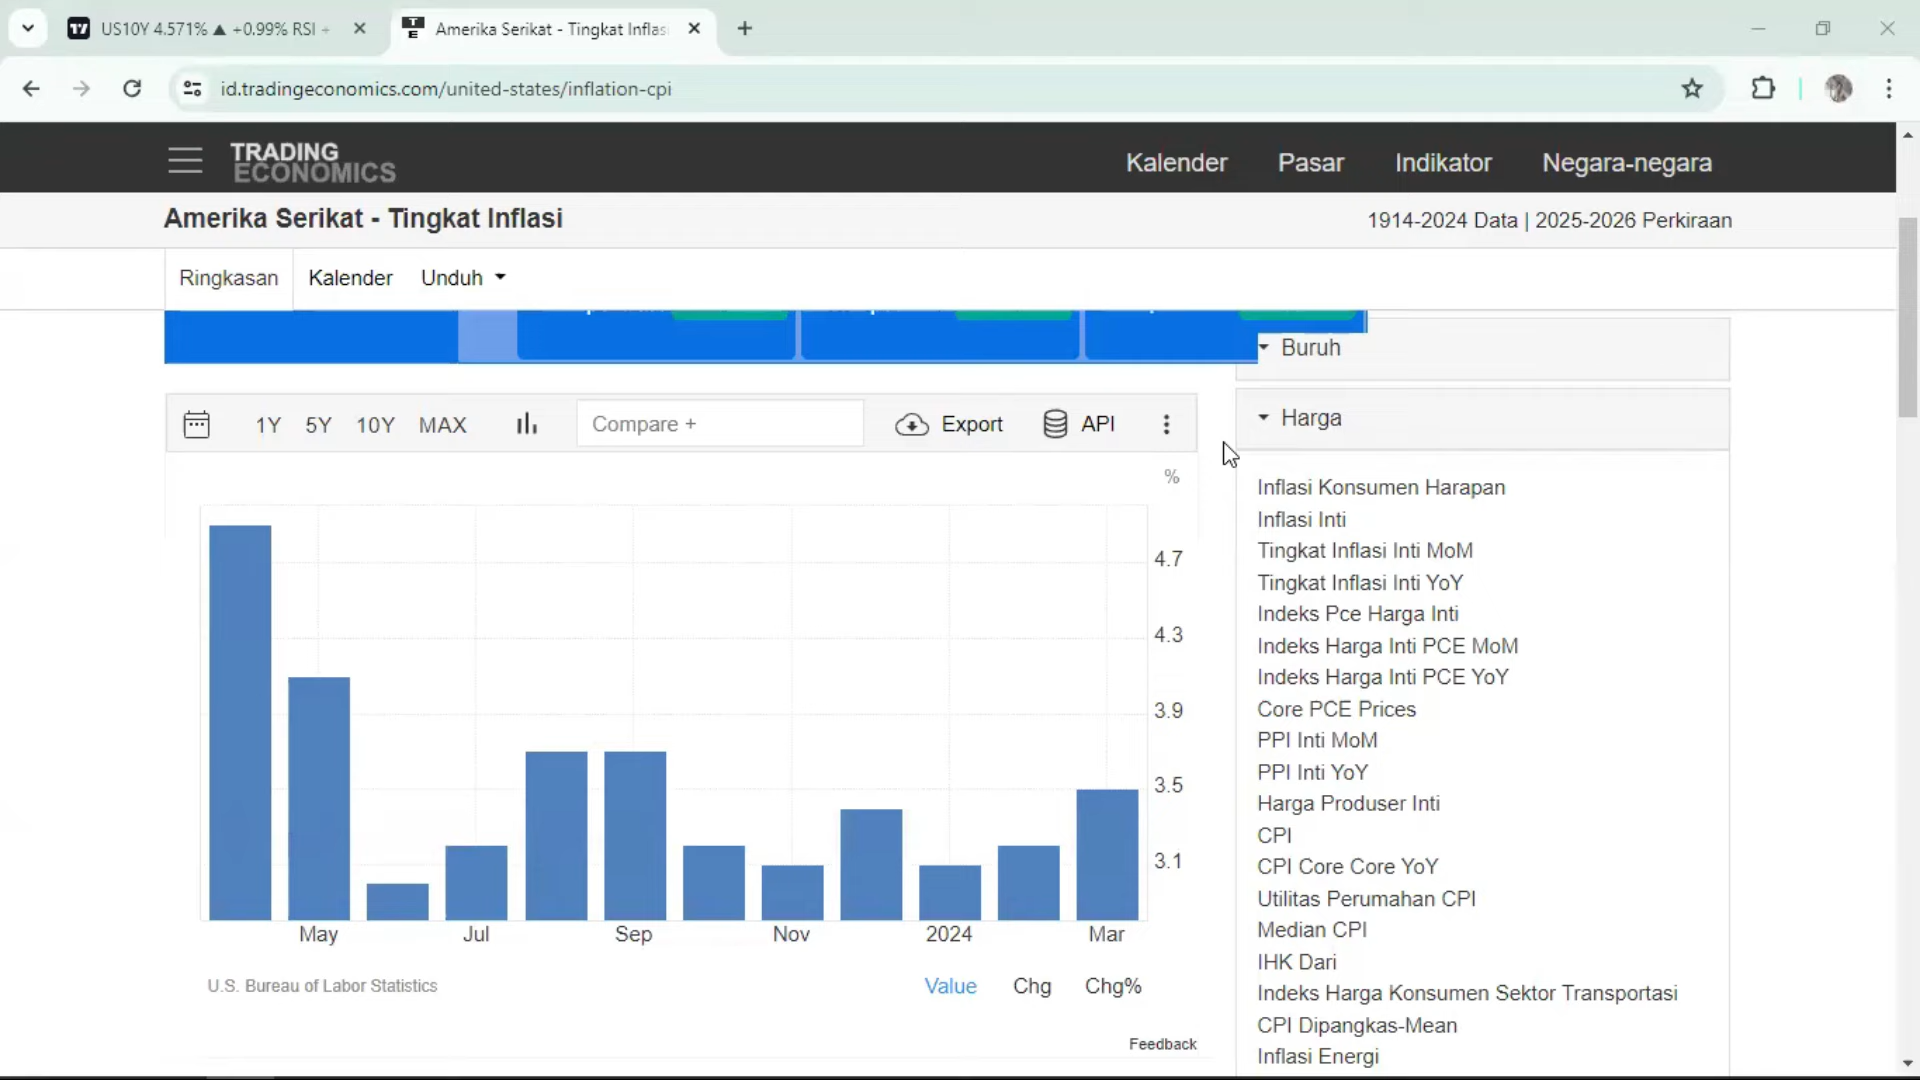 US10Y 4.571% ▲ +0.99% RSI +
Amerika Serikat - Tingkat Inflasi
id.tradingeconomics.com/united-states/inflation-cpi
TRADING
ECONOMICS
Kalender
Pasar
Indikator
Negara-negara
Amerika Serikat - Tingkat Inflasi
1914-2024 Data | 2025-2026 Perkiraan
Ringkasan
Kalender
Unduh
Buruh
1Y 5Y 10Y MAX
Compare +
Export
API
Harga
%
4.7
4.3
3.9
3.5
3.1
May Jul Sep Nov 2024 Mar
U.S. Bureau of Labor Statistics
Value Chg Chg%
Feedback
Inflasi Konsumen Harapan
Inflasi Inti
Tingkat Inflasi Inti MoM
Tingkat Inflasi Inti YoY
Indeks Pce Harga Inti
Indeks Harga Inti PCE MoM
Indeks Harga Inti PCE YoY
Core PCE Prices
PPI Inti MoM
PPI Inti YoY
Harga Produser Inti
CPI
CPI Core Core YoY
Utilitas Perumahan CPI
Median CPI
IHK Dari
Indeks Harga Konsumen Sektor Transportasi
CPI Dipangkas-Mean
Inflasi Energi